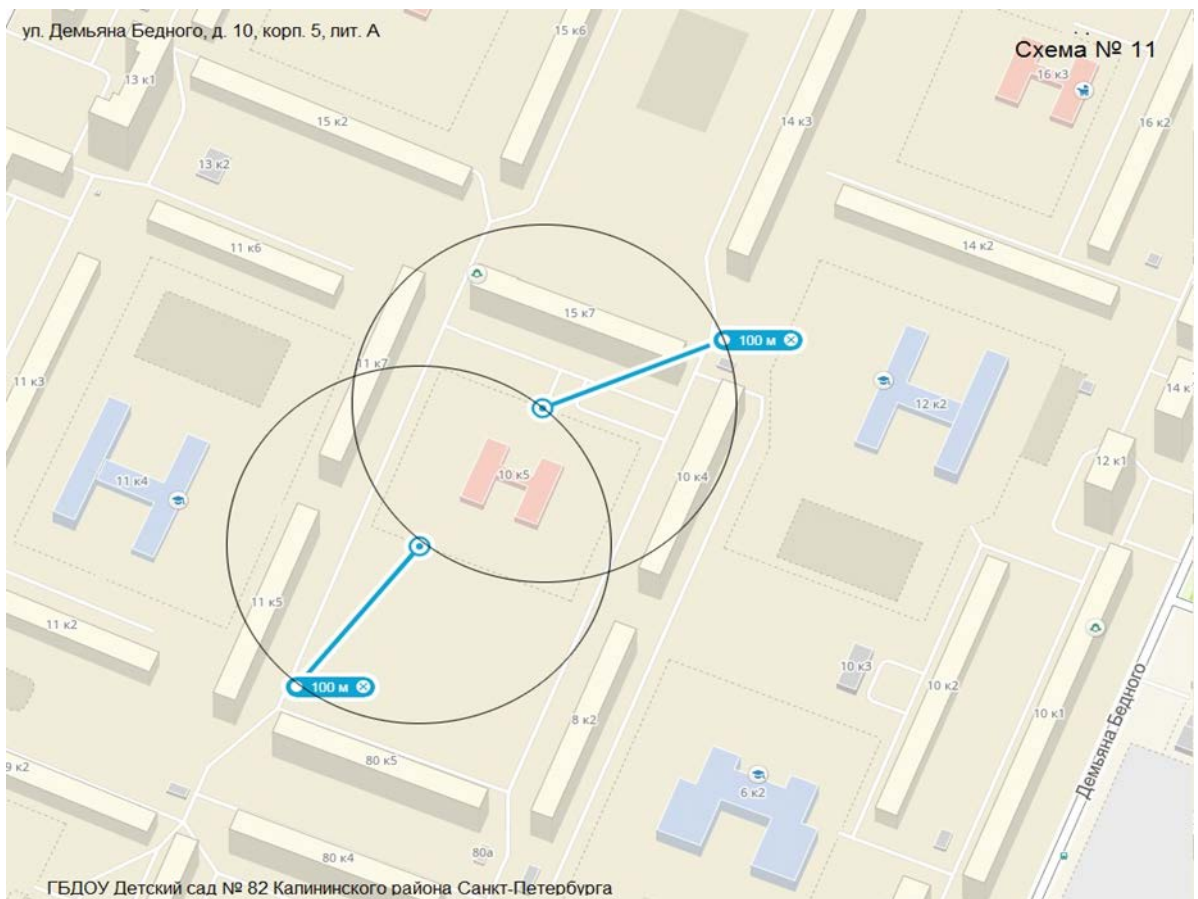 ул. Демьяна Бедного, д. 10, корп. 5, лит. А
15 к6
Схема № 11
13 к1
16 к3
15 к2
14 к3
16 к2
13 к2
11 к6
14 к2
15 к7
100 м
11 к7
11 к3
14 к
12 к2
12 к1
10 к5
10 к4
11 к4
11 к5
11 к2
10 к3
10 к2
100 м
10 к1
8 к2
Демьяна Бедного
80 к5
9 к2
6 к2
80 к4
80а
ГБДОУ Детский сад № 82 Калининского района Санкт-Петербурга